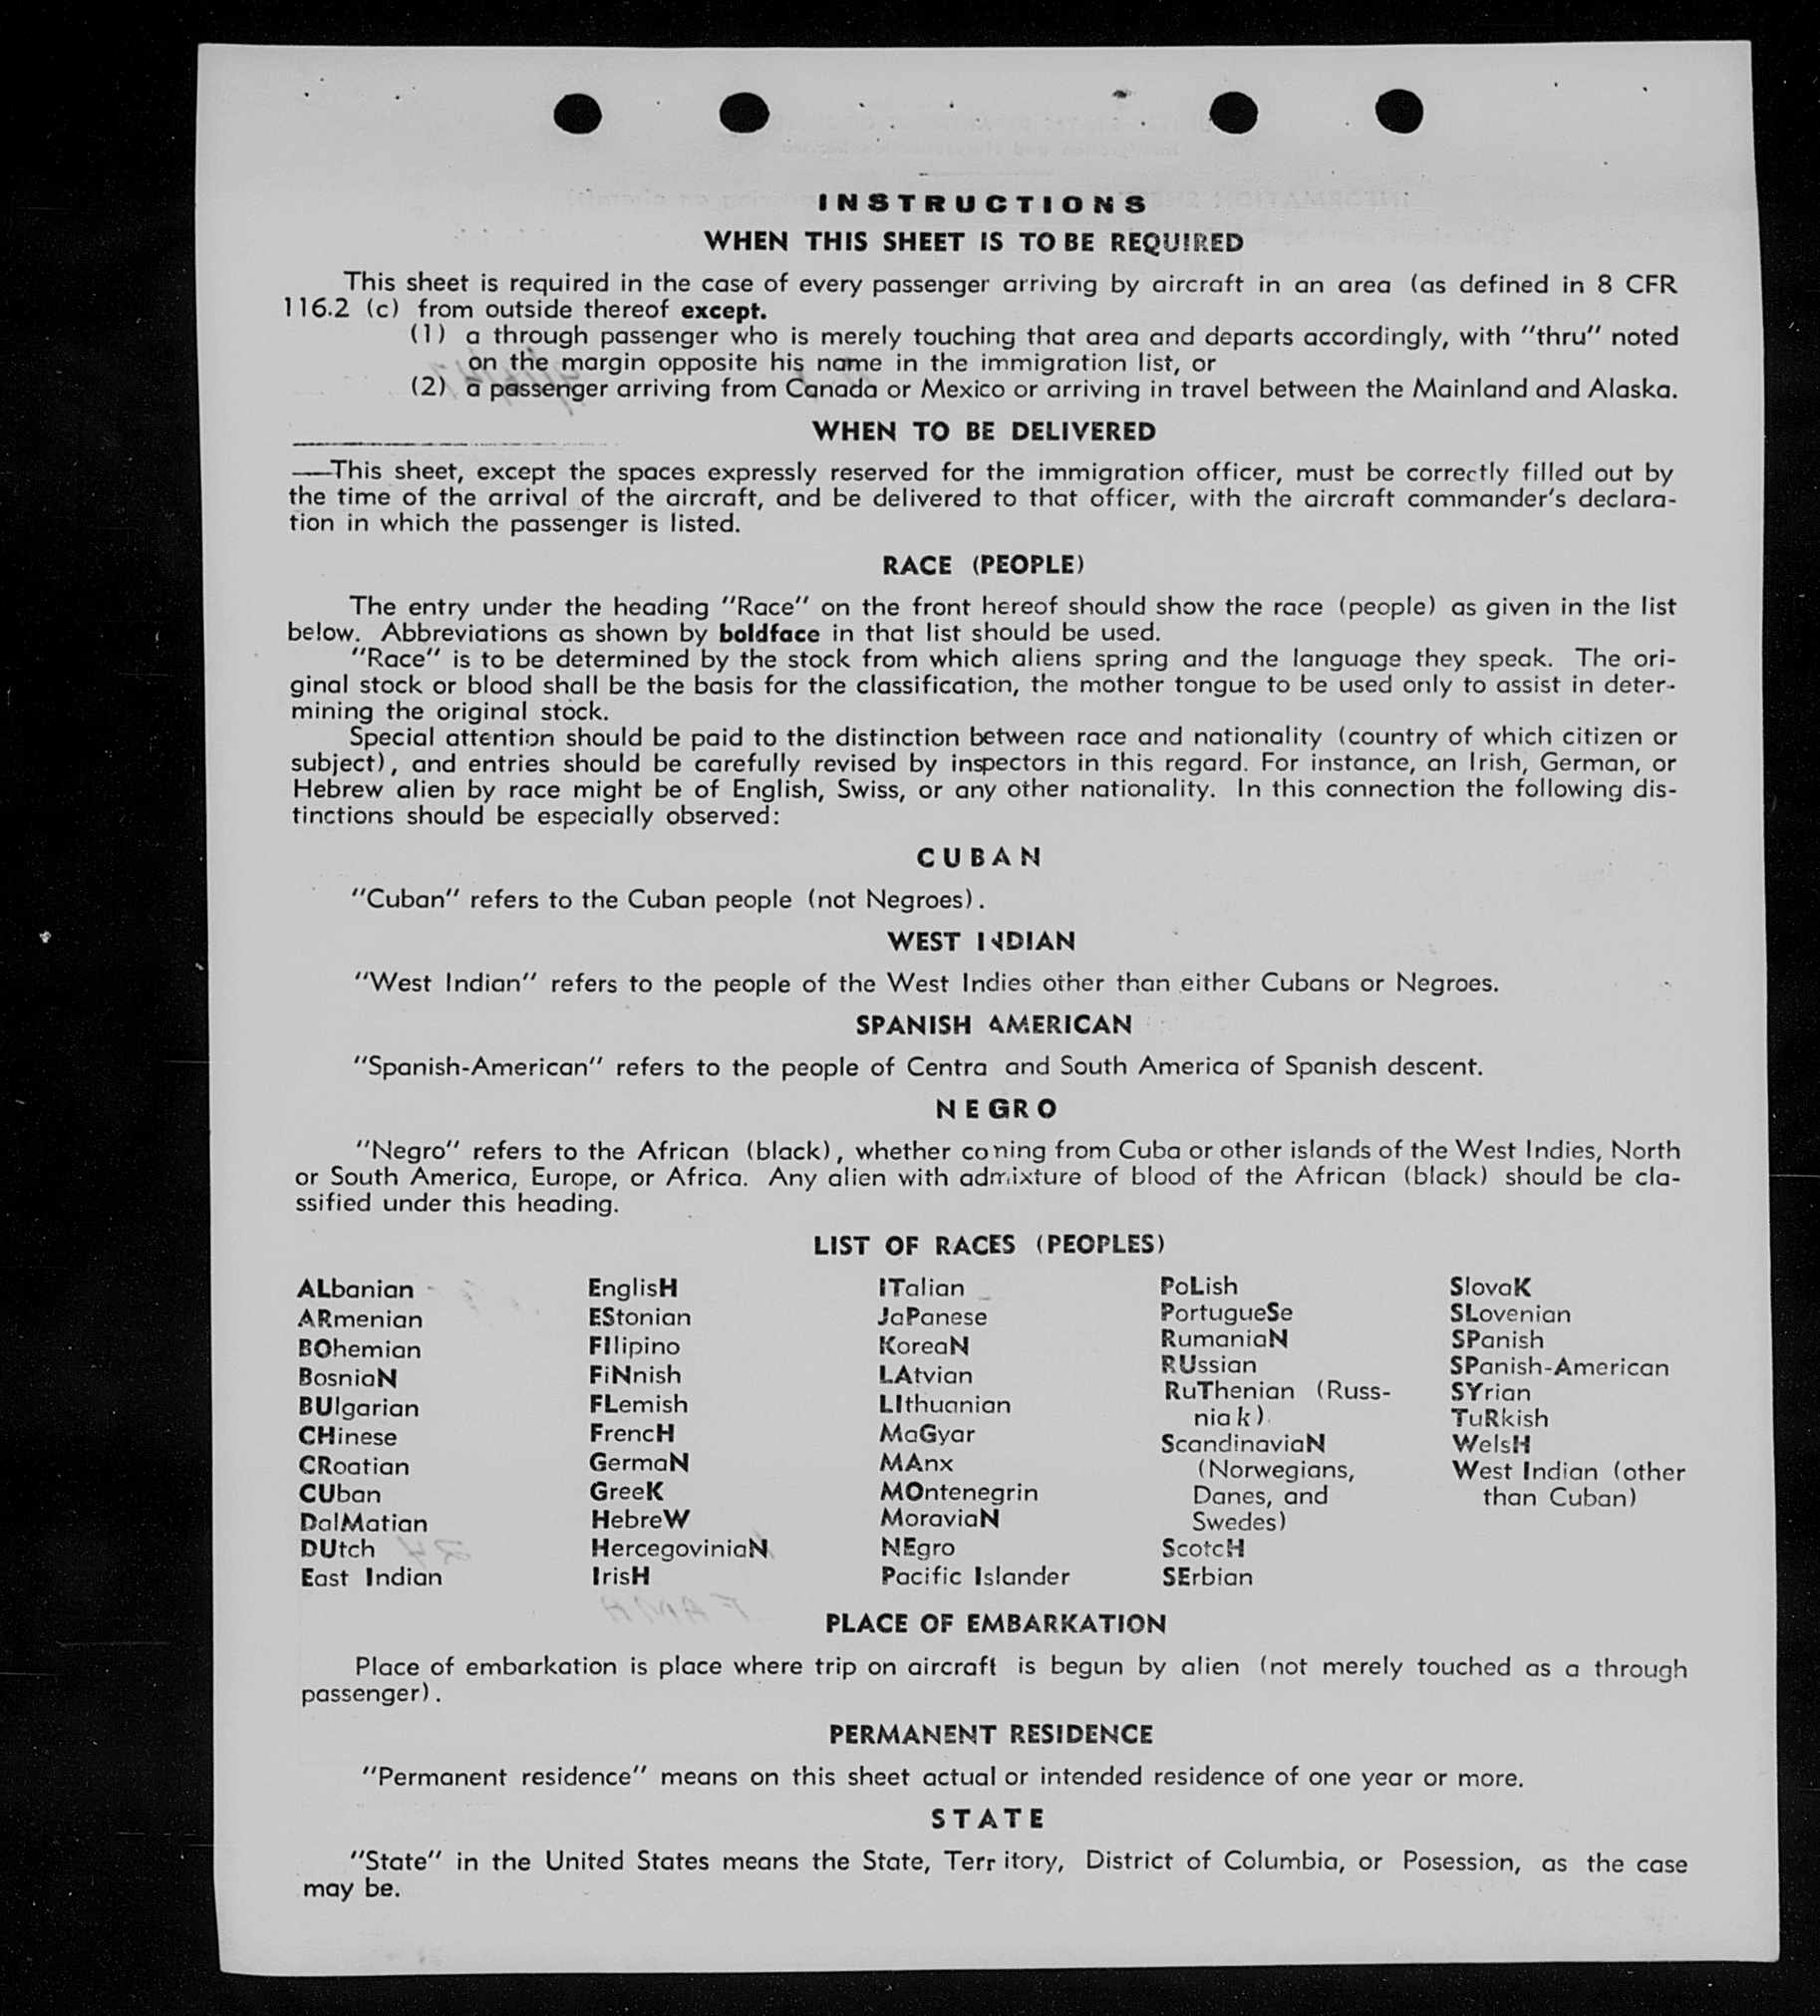 INSTRUCTIONS
WHEN THIS SHEET IS TO BE REQUIRED
This sheet is required in the case of every passenger arriving by aircraft in an area (as defined in 8 CFR
116.2 (c) from outside thereof except.
(1) a through passenger who is merely touching that area and departs accordingly, with "thru" noted
on the margin opposite his name in the immigration list, or
(2) a passenger arriving from Canada or Mexico or arriving in travel between the Mainland and Alaska.
WHEN TO BE DELIVERED
—This sheet, except the spaces expressly reserved for the immigration officer, must be correctly filled out by
the time of the arrival of the aircraft, and be delivered to that officer, with the aircraft commander's declara-
tion in which the passenger is listed.
RACE (PEOPLE)
The entry under the heading "Race" on the front hereof should show the race (people) as given in the list
below. Abbreviations as shown by boldface in that list should be used.
"Race" is to be determined by the stock from which aliens spring and the language they speak. The ori-
ginal stock or blood shall be the basis for the classification, the mother tongue to be used only to assist in deter-
mining the original stock.
Special attention should be paid to the distinction between race and nationality (country of which citizen or
subject), and entries should be carefully revised by inspectors in this regard. For instance, an Irish, German, or
Hebrew alien by race might be of English, Swiss, or any other nationality. In this connection the following dis-
tinctions should be especially observed:
CUBAN
"Cuban" refers to the Cuban people (not Negroes).
WEST INDIAN
"West Indian" refers to the people of the West Indies other than either Cubans or Negroes.
SPANISH AMERICAN
"Spanish-American" refers to the people of Centra and South America of Spanish descent.
NEGRO
"Negro" refers to the African (black), whether coming from Cuba or other islands of the West Indies, North
or South America, Europe, or Africa. Any alien with admixture of blood of the African (black) should be cla-
ssified under this heading.
LIST OF RACES (PEOPLES)
ALbanian
ARmenian
BOhemian
BosniaN
BUlgarian
CHinese
CRoatian
CUban
DalMatian
DUtch
East Indian
EnglisH
EStonian
FIlipino
FiNnish
FLemish
FrencH
GermaN
GreeK
HebreW
HercegoviniaN
IrisH
ITalian
JaPanese
KoreaN
LAtvian
LIthuanian
MaGyar
MAnx
MOntenegrin
MoraviaN
NEgro
Pacific Islander
PoLish
PortugueSe
RumaniaN
RUssian
RuThenian (Russ-
niak)
ScandinaviaN
(Norwegians,
Danes, and
Swedes)
ScotcH
SErbian
SlovaK
SLovenian
SPanish
SPanish-American
SYrian
TuRkish
WelsH
West Indian (other
than Cuban)
PLACE OF EMBARKATION
Place of embarkation is place where trip on aircraft is begun by alien (not merely touched as a through
passenger).
PERMANENT RESIDENCE
"Permanent residence" means on this sheet actual or intended residence of one year or more.
STATE
"State" in the United States means the State, Terr itory, District of Columbia, or Posession, as the case
may be.